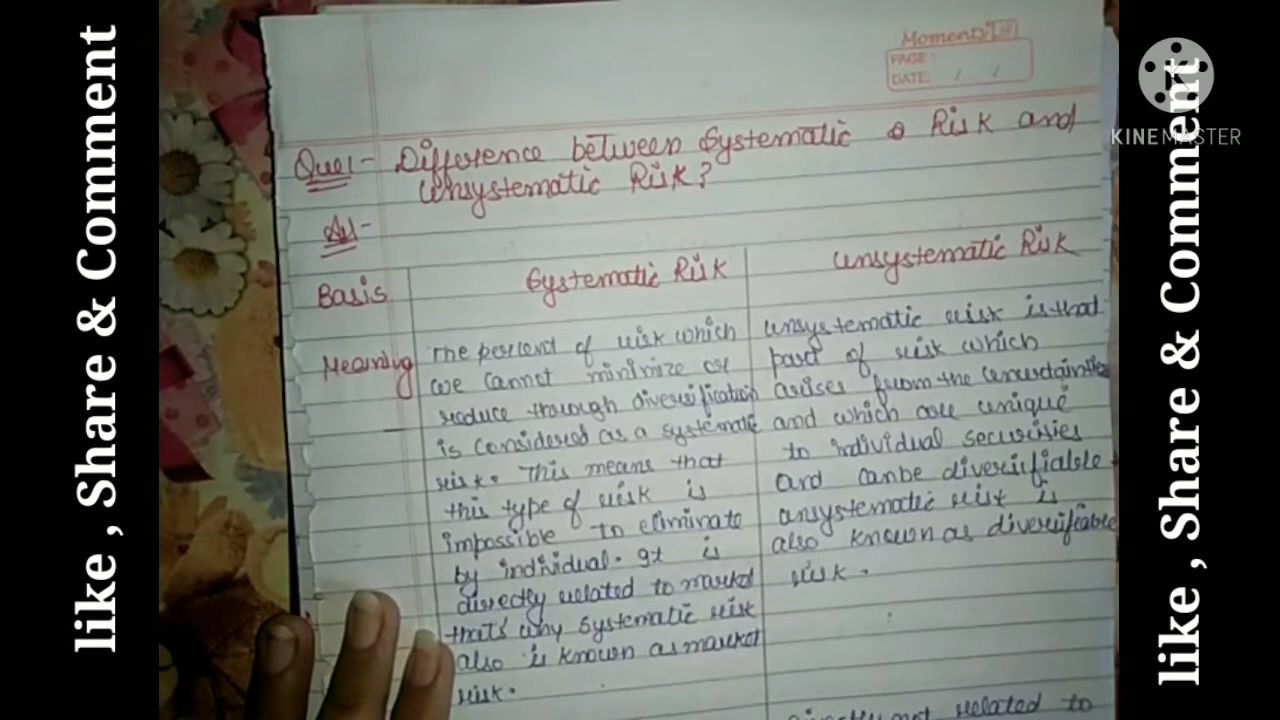 liike , Share & Comment
Moments
PAGE :
DATE: / /
Que:- Difference between Systematic Risk and
Unsystematic Risk?
As:-
Basis
Systematic Risk
Unsystematic Risk
Meaning
The percent of risk which
we cannot minimize or
reduce through diversification
is considered as a systematic
risk. This means that
this type of risk is
impossible to eliminate
by individual. It is
directly related to market
that's why systematic risk
also is known as market
risk.
Unsystematic risk is that
part of risk which
arises from the uncertainties
and which are unique
to individual securities
and canbe diversifiable.
unsystematic risk is
also known as diversifiable
risk.
not related to
KINEMASTER
liike , Share & Comment